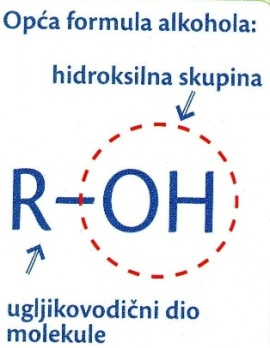 Opća formula alkohola:
hidroksilna skupina
R–OH
ugljikovodični dio
molekule